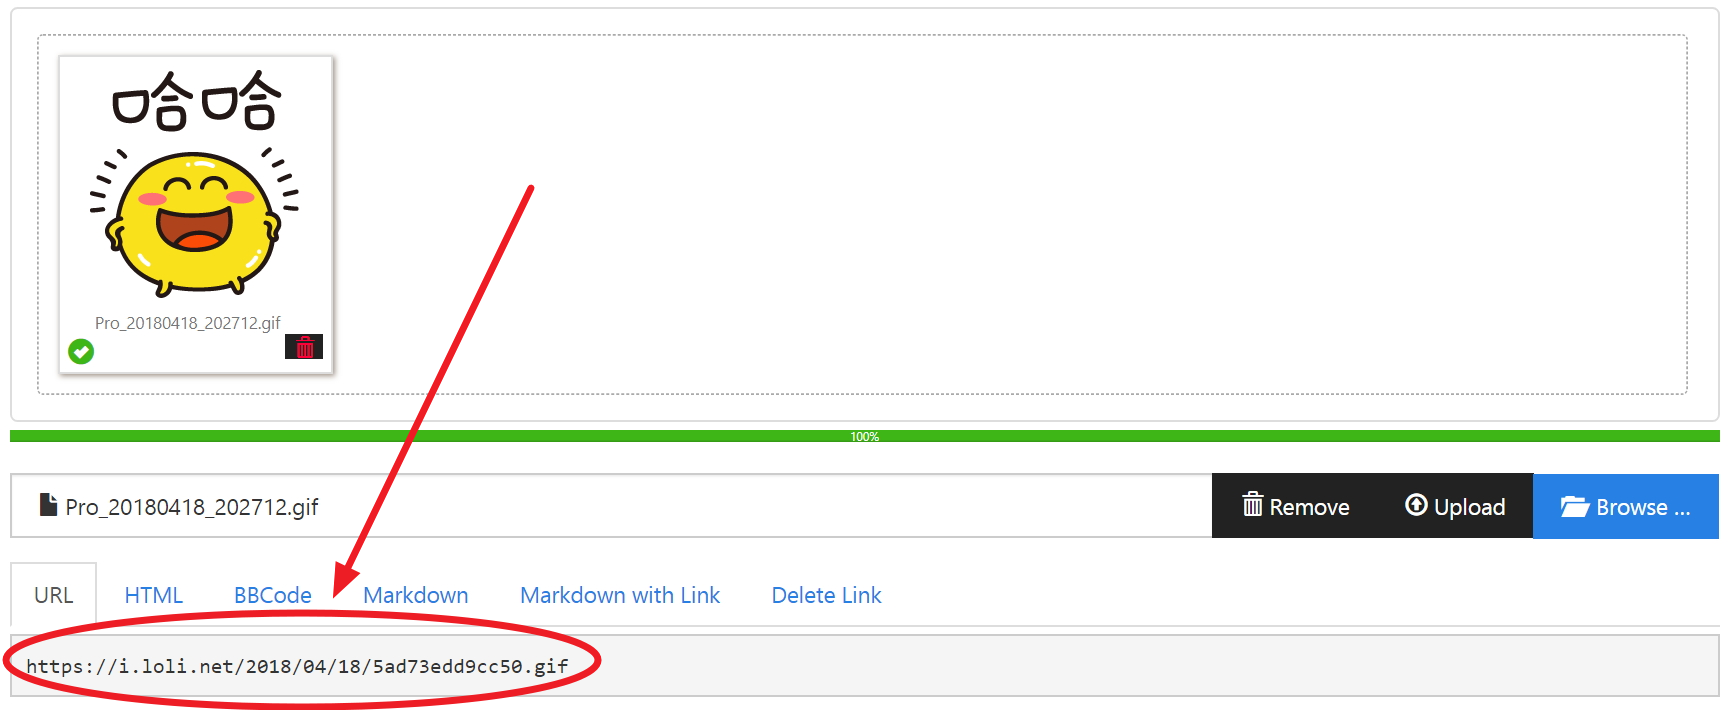 哈哈
Pro_20180418_202712.gif
100%
Pro_20180418_202712.gif
Remove
Upload
Browse ...
URL
HTML
BBCode
Markdown
Markdown with Link
Delete Link
https://i.loli.net/2018/04/18/5ad73edd9cc50.gif